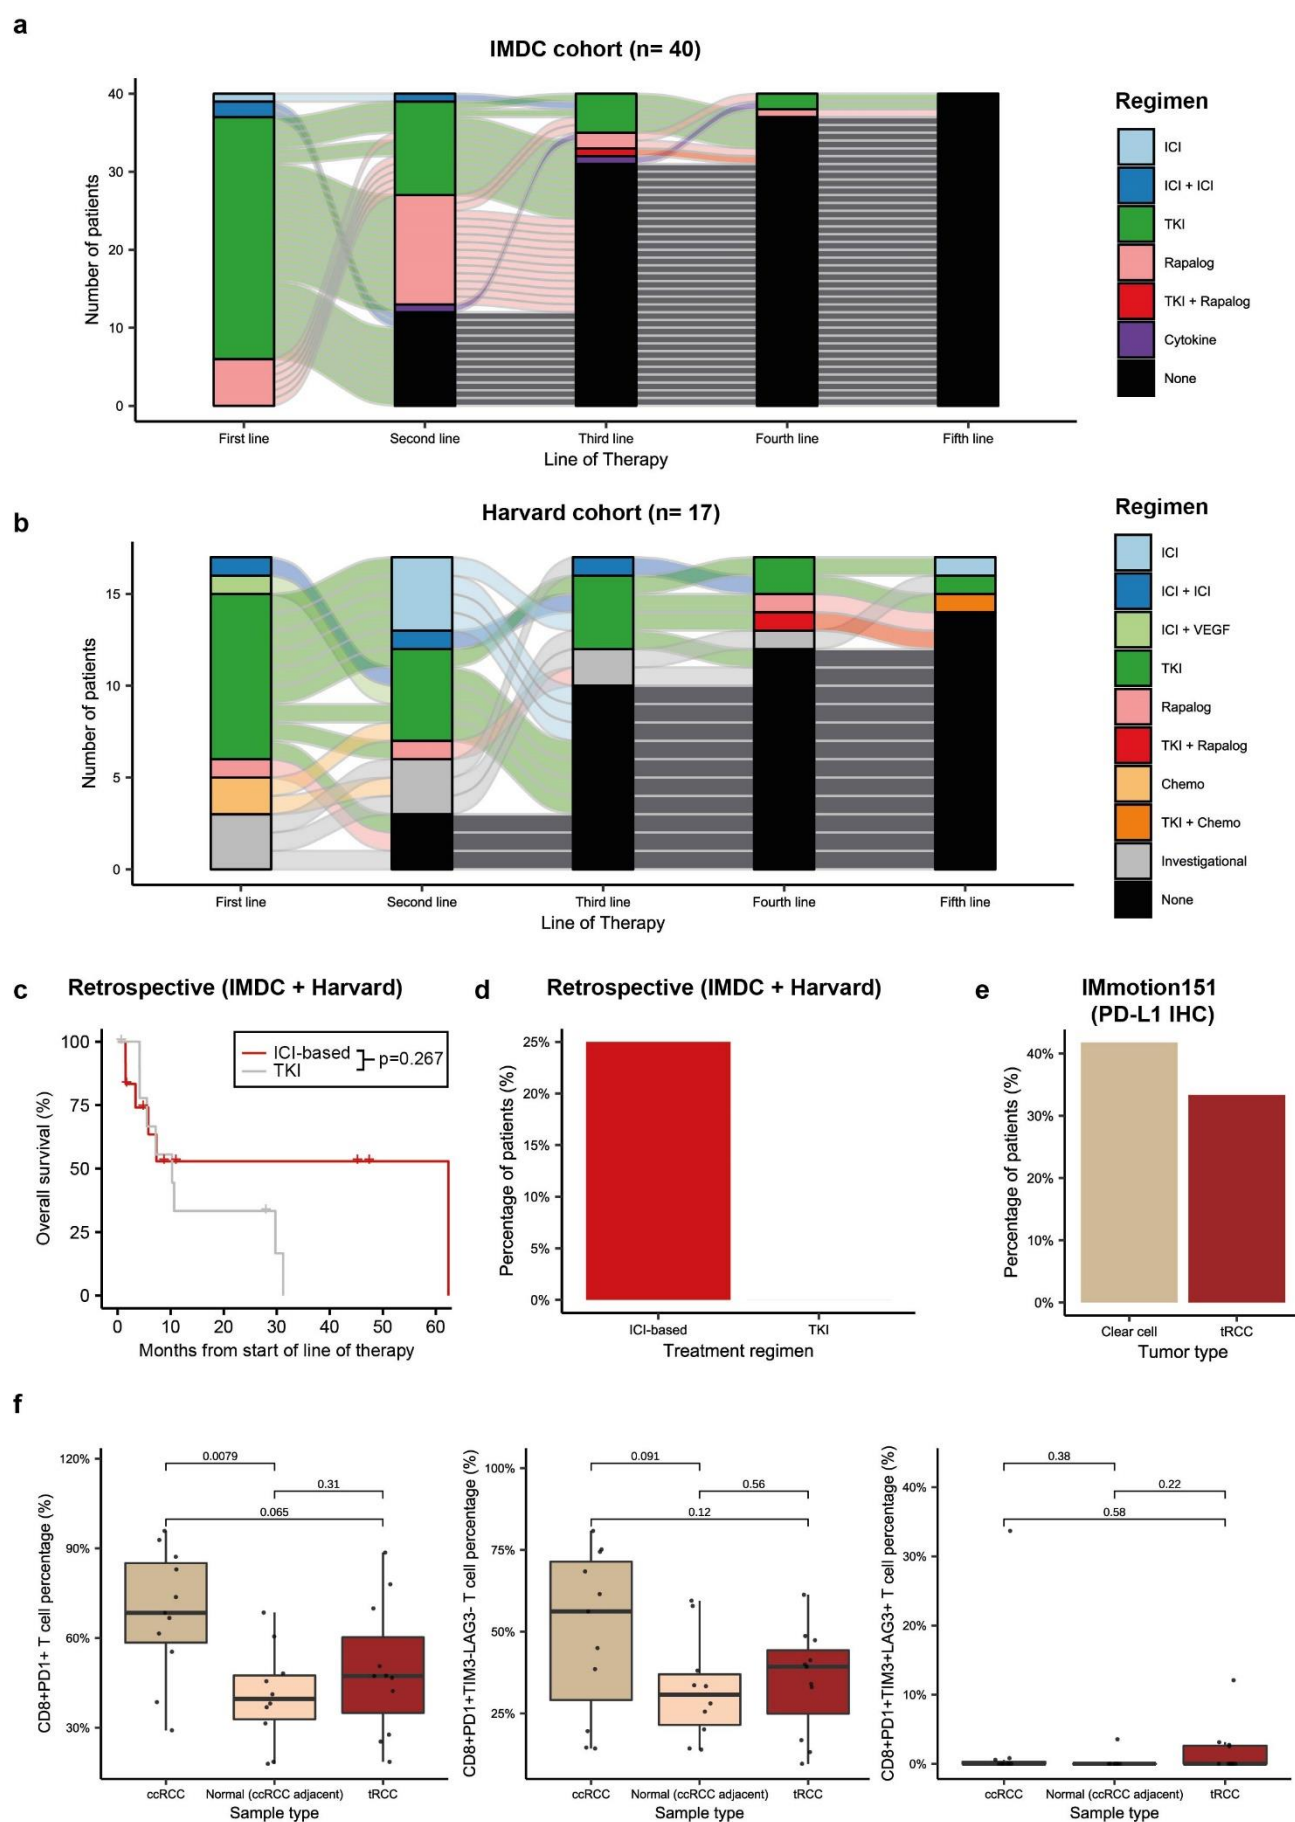 a
IMDC cohort (n= 40)
Number of patients
40
30
20
10
0
First line
Second line
Third line
Fourth line
Fifth line
Line of Therapy
Regimen
ICI
ICI + ICI
TKI
Rapalog
TKI + Rapalog
Cytokine
None
b
Harvard cohort (n= 17)
Number of patients
15
10
5
0
First line
Second line
Third line
Fourth line
Fifth line
Line of Therapy
Regimen
ICI
ICI + ICI
ICI + VEGF
TKI
Rapalog
TKI + Rapalog
Chemo
TKI + Chemo
Investigational
None
c
Retrospective (IMDC + Harvard)
Overall survival (%)
100
75
50
25
0
ICI-based
TKI
p=0.267
0 10 20 30 40 50 60
Months from start of line of therapy
d
Retrospective (IMDC + Harvard)
Percentage of patients (%)
25%
20%
15%
10%
5%
0%
ICI-based
TKI
Treatment regimen
e
IMmotion151
(PD-L1 IHC)
Percentage of patients (%)
40%
30%
20%
10%
0%
Clear cell
tRCC
Tumor type
f
CD8+PD1+ T cell percentage (%)
120%
90%
60%
30%
0.0079
0.31
0.065
ccRCC
Normal (ccRCC adjacent)
tRCC
Sample type
CD8+PD1+TIM3-LAG3- T cell percentage (%)
100%
75%
50%
25%
0.091
0.56
0.12
ccRCC
Normal (ccRCC adjacent)
tRCC
Sample type
CD8+PD1+TIM3+LAG3+ T cell percentage (%)
40%
30%
20%
10%
0%
0.38
0.22
0.58
ccRCC
Normal (ccRCC adjacent)
tRCC
Sample type